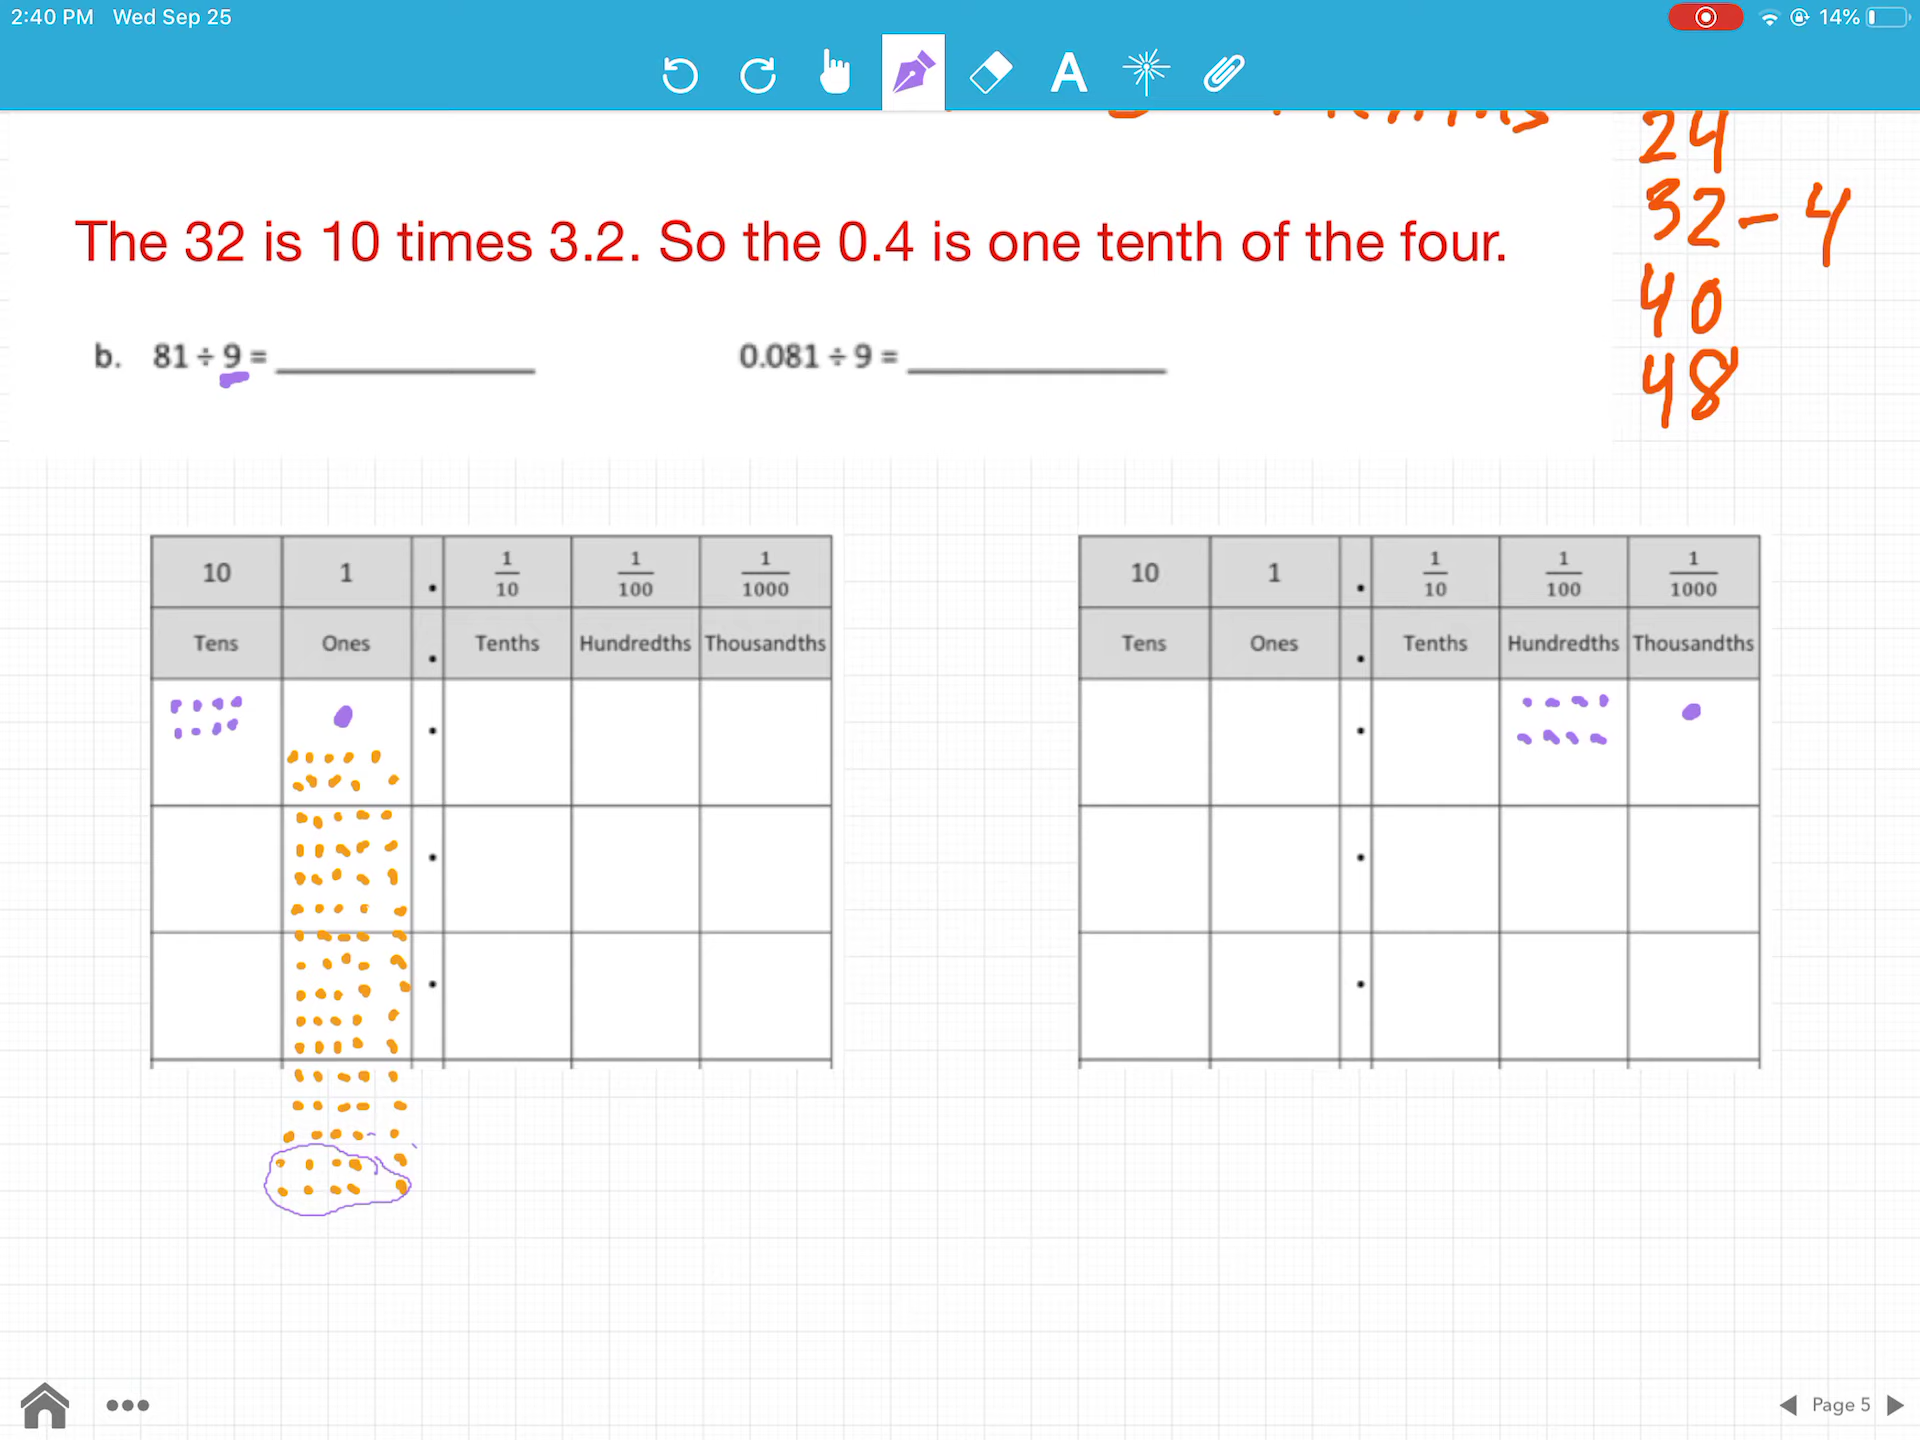 2:40 PM Wed Sep 25
14%
A
24
The 32 is 10 times 3.2. So the 0.4 is one tenth of the four.
32 - 4
40
b. 81 ÷ 9 = ____________ 0.081 ÷ 9 = ____________
48
10 1 . 1/10 1/100 1/1000
Tens Ones . Tenths Hundredths Thousandths
10 1 . 1/10 1/100 1/1000
Tens Ones . Tenths Hundredths Thousandths
Page 5